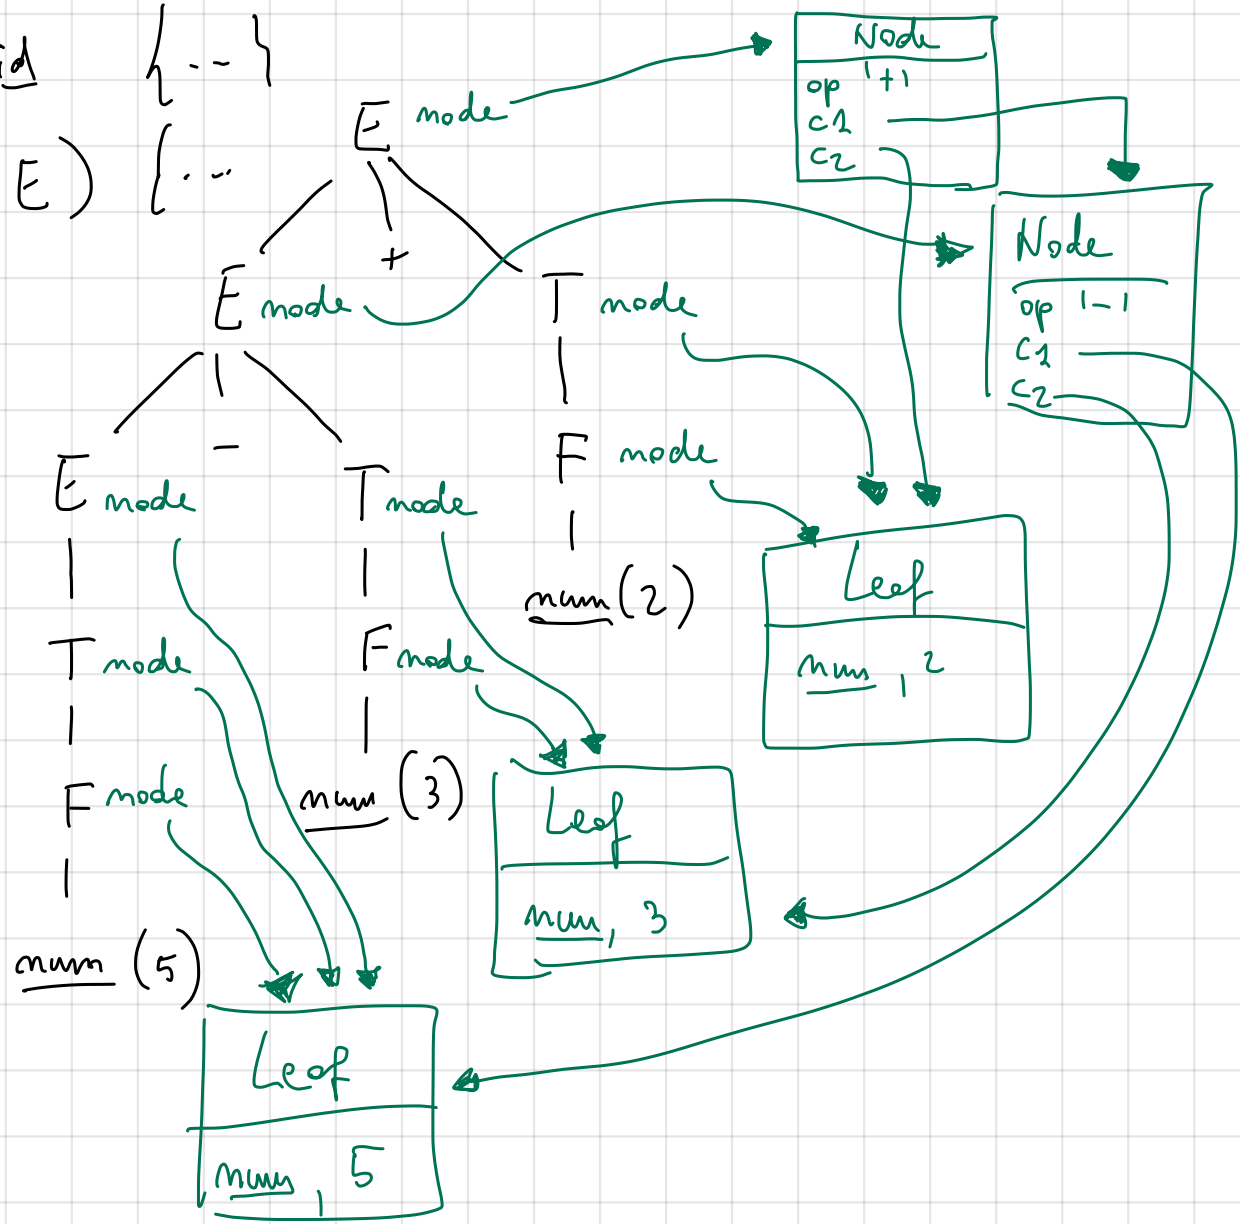 id { .-- }
Node
op '+'
E node
c1
E ) { ...
c2
+
Node
E node
T node
op '-'
c1
c2
-
F node
E node
T node
Leaf
num (2)
T node
F node
num , 2
F node
num (3)
Leaf
num , 3
num (5)
Leaf
num , 5